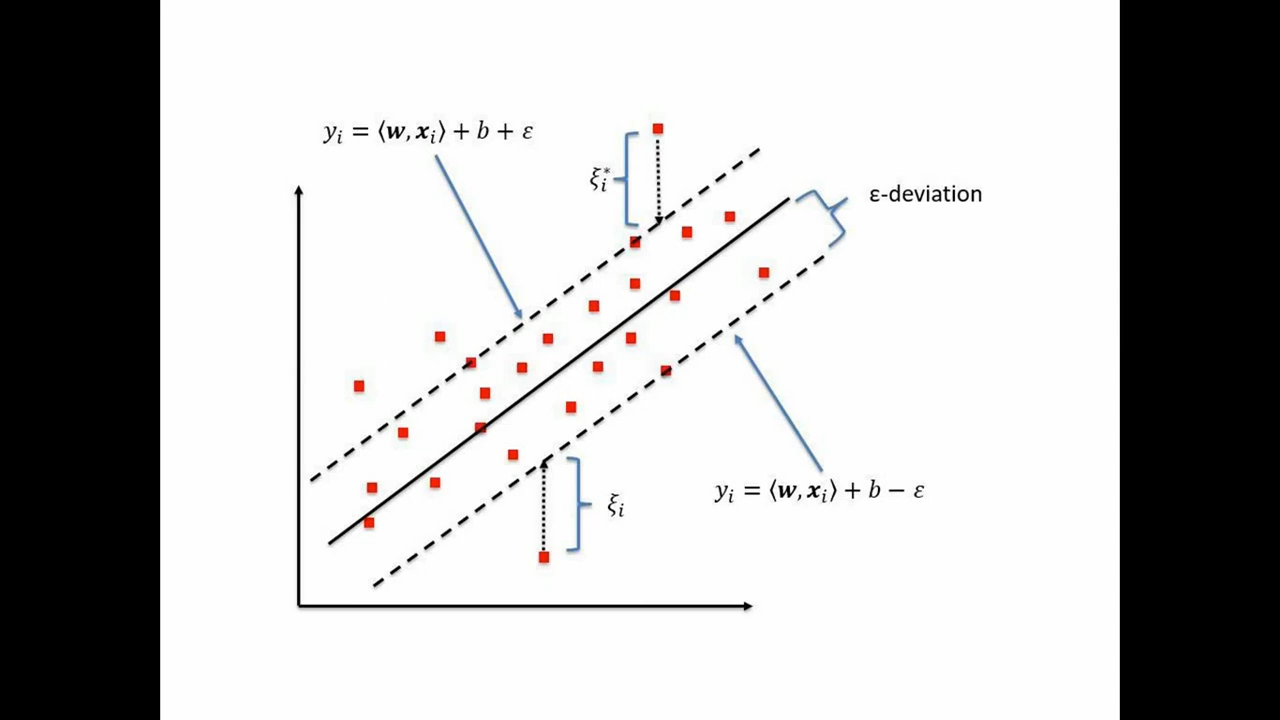 yᵢ = ⟨w, xᵢ⟩ + b + ε
ξᵢ*
ε-deviation
yᵢ = ⟨w, xᵢ⟩ + b − ε
ξᵢ